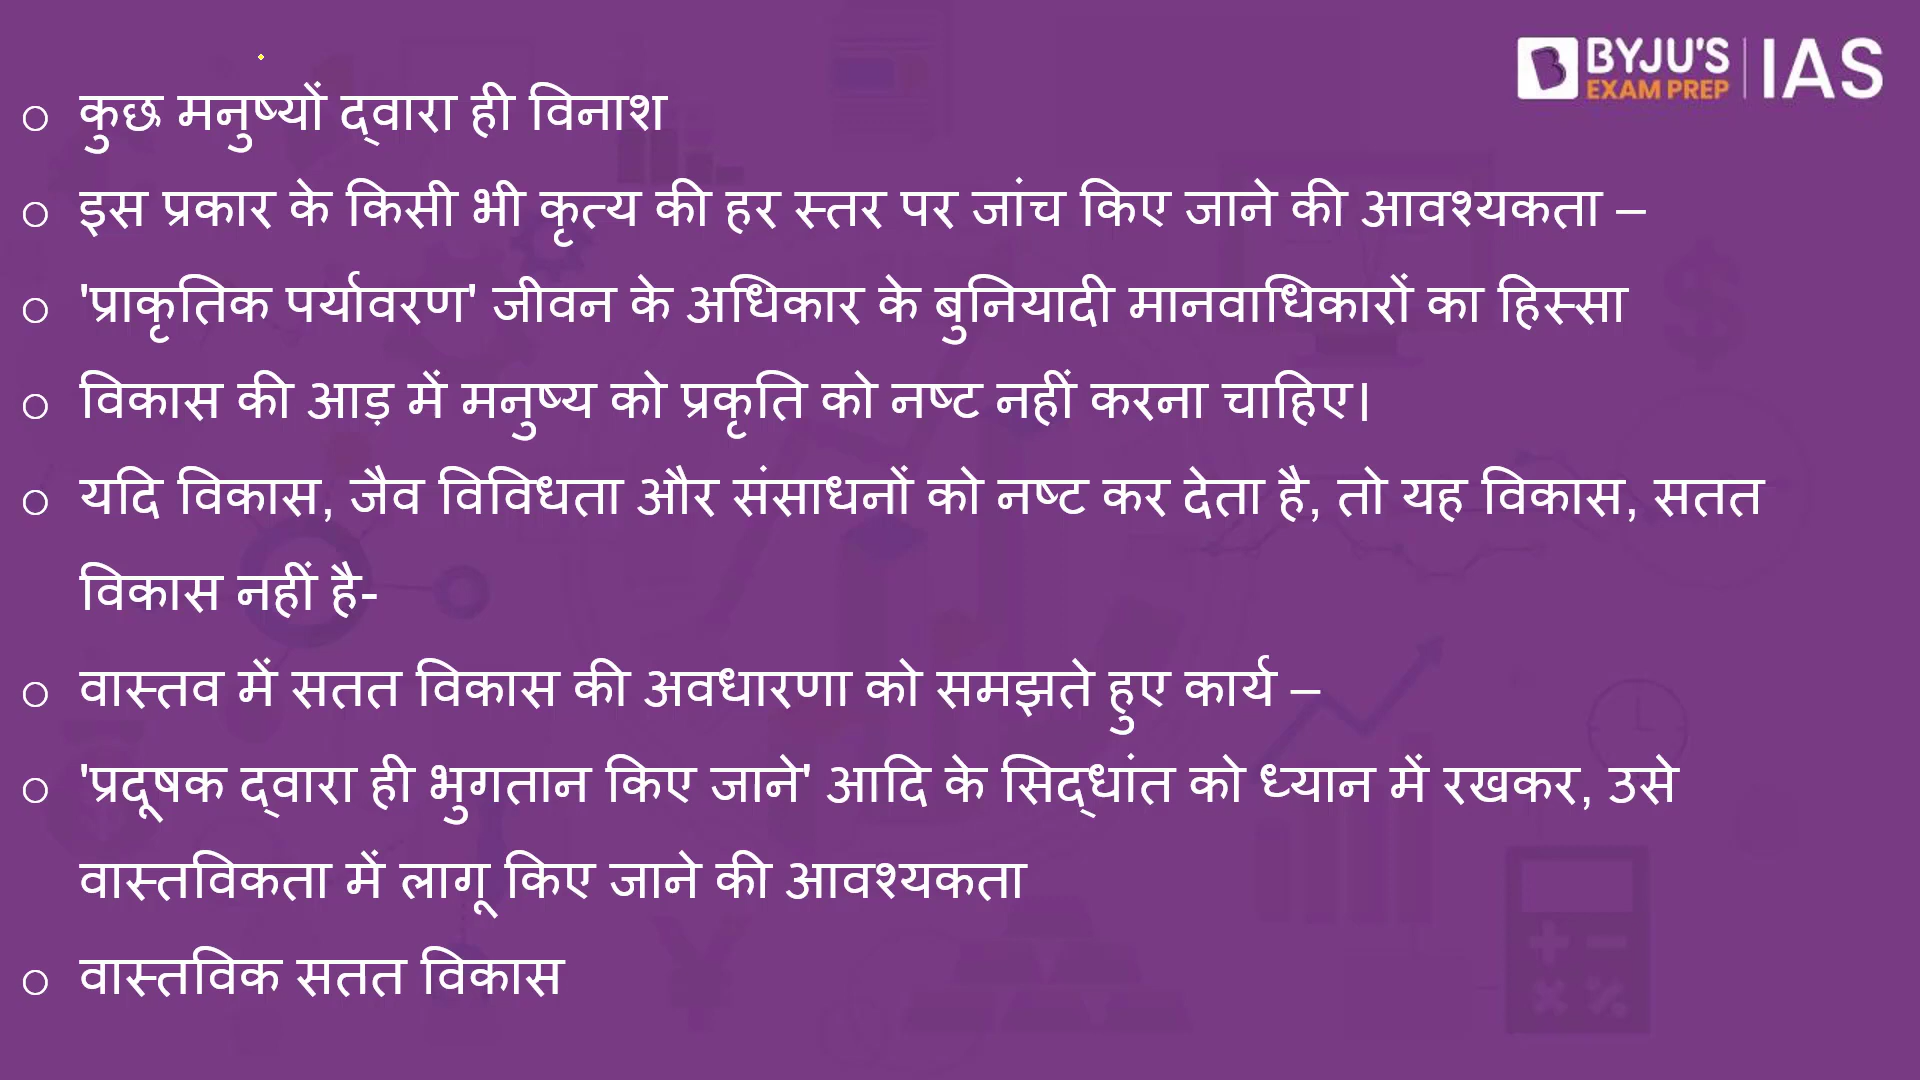 BYJU'S
EXAM PREP
IAS
o कुछ मनुष्यों द्वारा ही विनाश
o इस प्रकार के किसी भी कृत्य की हर स्तर पर जांच किए जाने की आवश्यकता –
o 'प्राकृतिक पर्यावरण' जीवन के अधिकार के बुनियादी मानवाधिकारों का हिस्सा
o विकास की आड़ में मनुष्य को प्रकृति को नष्ट नहीं करना चाहिए।
o यदि विकास, जैव विविधता और संसाधनों को नष्ट कर देता है, तो यह विकास, सतत
विकास नहीं है-
o वास्तव में सतत विकास की अवधारणा को समझते हुए कार्य –
o 'प्रदूषक द्वारा ही भुगतान किए जाने' आदि के सिद्धांत को ध्यान में रखकर, उसे
वास्तविकता में लागू किए जाने की आवश्यकता
o वास्तविक सतत विकास